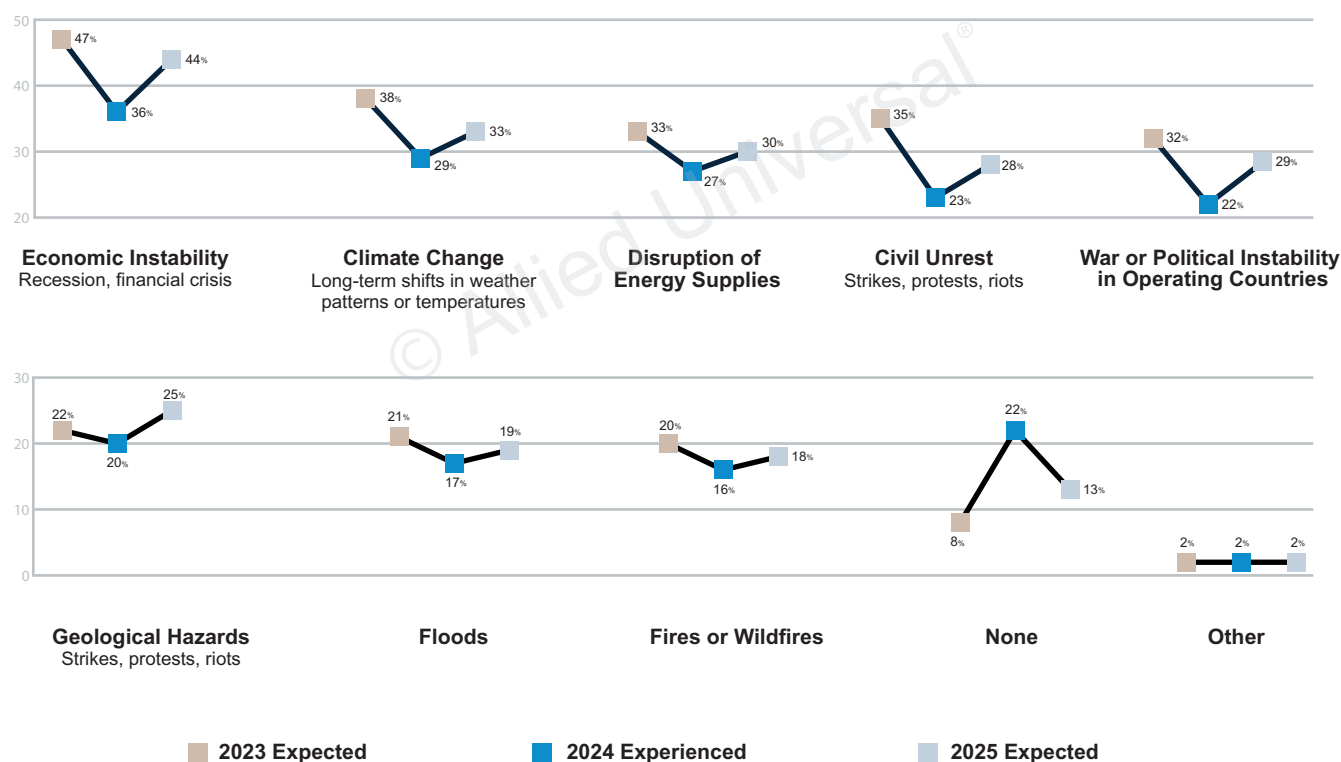 50
40
30
20
47%
36%
44%
38%
29%
33%
33%
27%
30%
35%
23%
28%
32%
22%
29%
Economic Instability
Recession, financial crisis
Climate Change
Long-term shifts in weather
patterns or temperatures
Disruption of
Energy Supplies
Civil Unrest
Strikes, protests, riots
War or Political Instability
in Operating Countries
© Allied Universal®
30
20
10
0
22%
20%
25%
21%
17%
19%
20%
16%
18%
8%
22%
13%
2%
2%
2%
Geological Hazards
Strikes, protests, riots
Floods
Fires or Wildfires
None
Other
2023 Expected
2024 Experienced
2025 Expected